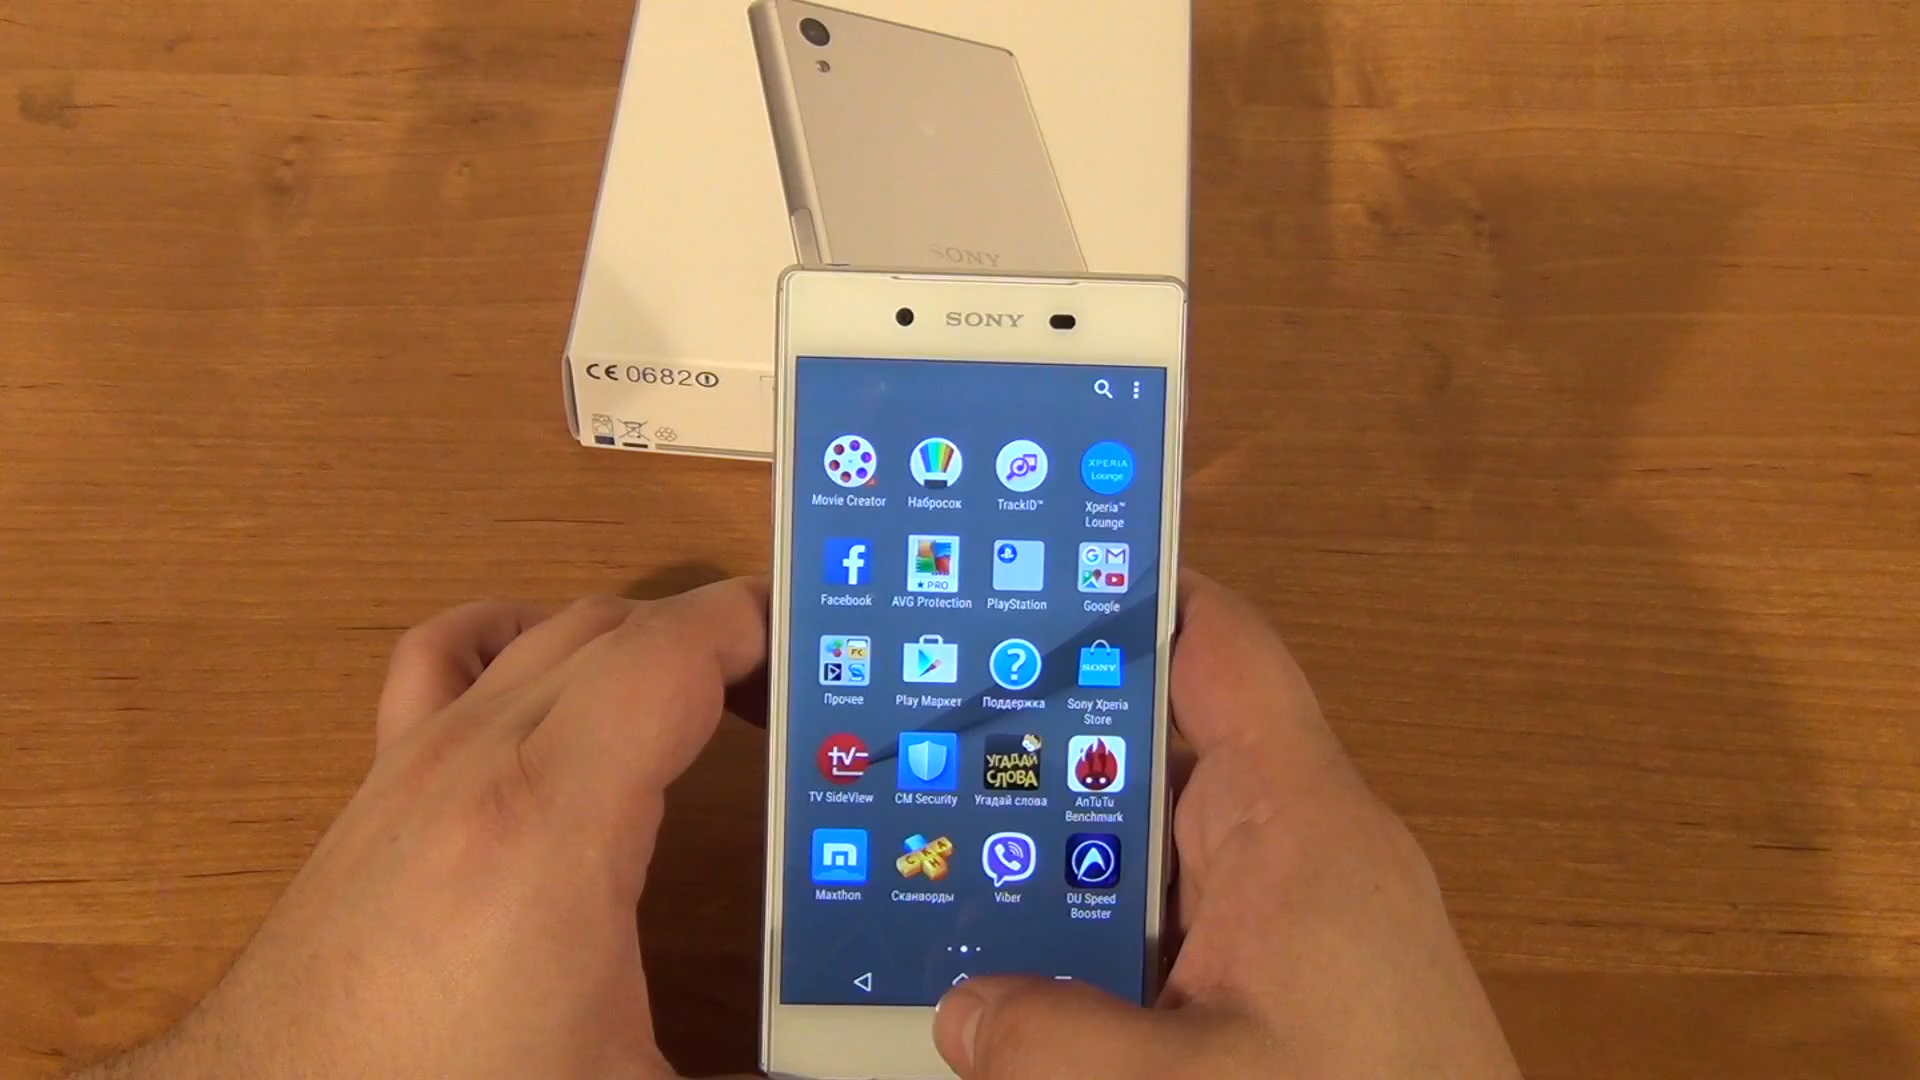 SONY
CE 0682
SONY
Movie Creator
Набросок
TrackID™
XPERIA
Lounge
Xperia™
Lounge
Facebook
PRO
AVG Protection
PlayStation
Google
Прочее
Play Маркет
Поддержка
SONY
Sony Xperia
Store
TV SideView
CM Security
УГАДАЙ
СЛОВА
Угадай слова
AnTuTu
Benchmark
Maxthon
Сканворды
Viber
DU Speed
Booster